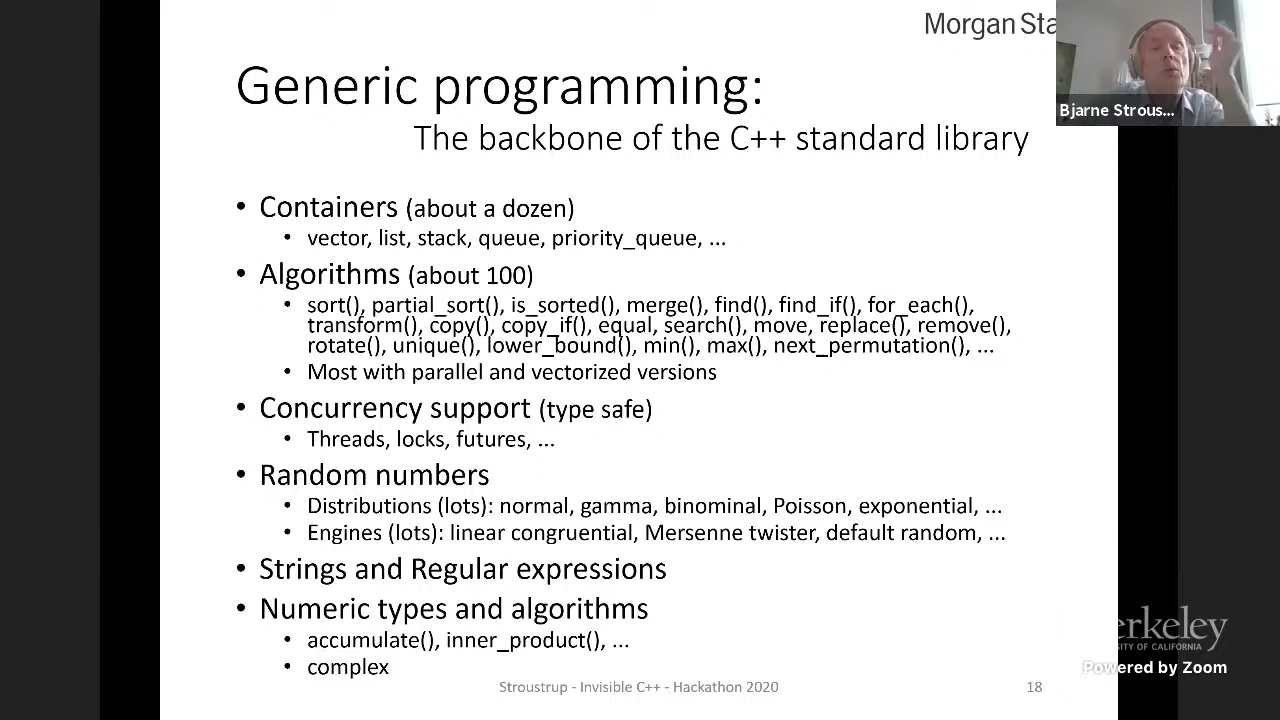 Morgan Sta
Bjarne Strous...
Generic programming:
The backbone of the C++ standard library
• Containers (about a dozen)
• vector, list, stack, queue, priority_queue, ...
• Algorithms (about 100)
• sort(), partial_sort(), is_sorted(), merge(), find(), find_if(), for_each(),
transform(), copy(), copy_if(), equal, search(), move, replace(), remove(),
rotate(), unique(), lower_bound(), min(), max(), next_permutation(), ...
• Most with parallel and vectorized versions
• Concurrency support (type safe)
• Threads, locks, futures, ...
• Random numbers
• Distributions (lots): normal, gamma, binominal, Poisson, exponential, ...
• Engines (lots): linear congruential, Mersenne twister, default random, ...
• Strings and Regular expressions
• Numeric types and algorithms
• accumulate(), inner_product(), ...
• complex
erkeley
SITY OF CALIFORNIA
Powered by Zoom
Stroustrup - Invisible C++ - Hackathon 2020
18